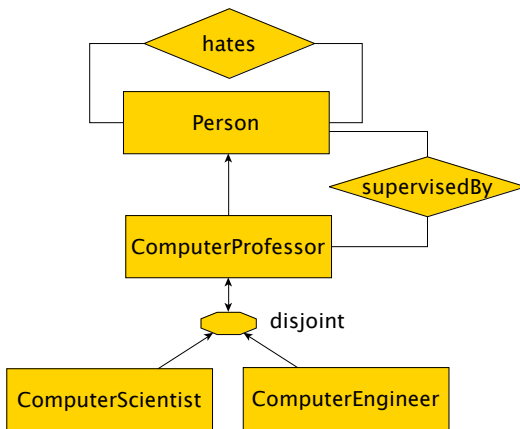 hates
Person
supervisedBy
ComputerProfessor
disjoint
ComputerScientist
ComputerEngineer